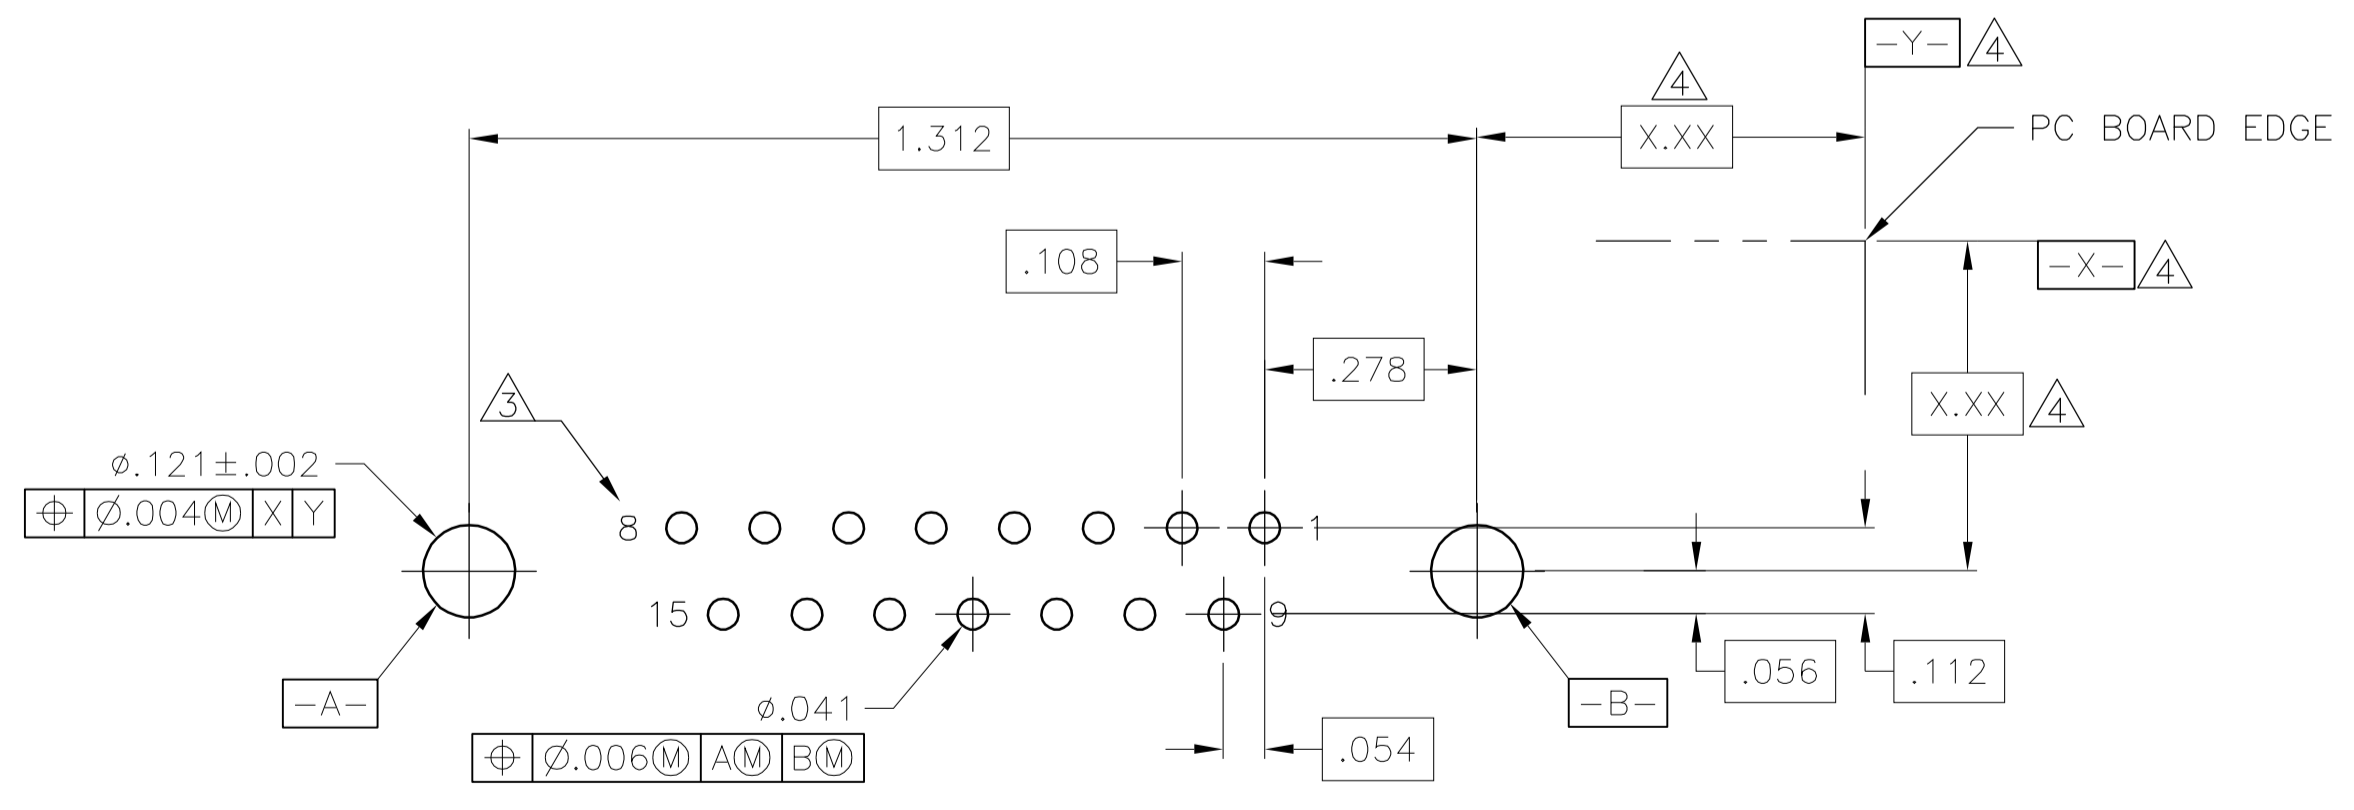 -Y- 4
4
1.312
X.XX
PC BOARD EDGE
.108
-X- 4
.278
3
X.XX 4
⌀.121±.002
⌖ ⌀.004Ⓜ X Y
8
1
15
9
-A-
⌀.041
⌖ ⌀.006Ⓜ AⓂ BⓂ
-B-
.056
.112
.054